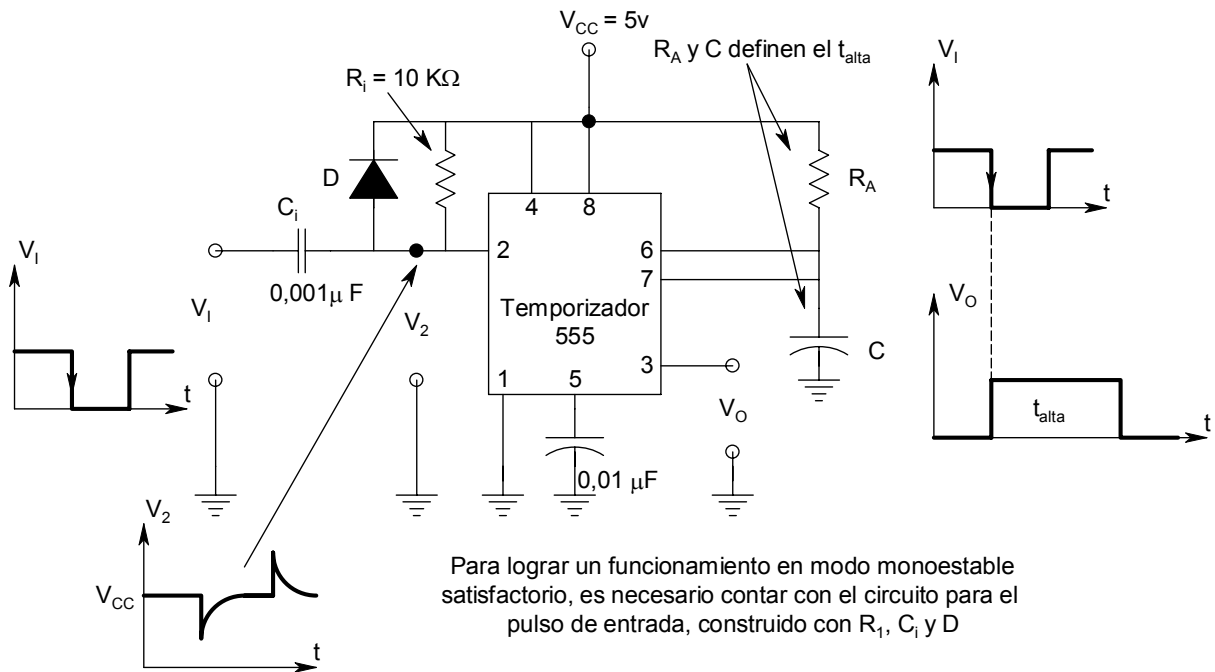 V_CC = 5v
R_A y C definen el t_alta
V_I
R_i = 10 KΩ
t
D
R_A
4 8
C_i
2
6
7
V_I
0,001μ F
Temporizador
555
V_I
V_2
V_O
C
3
1 5
t
V_O
t_alta
t
0,01 μF
V_2
V_CC
t
Para lograr un funcionamiento en modo monoestable
satisfactorio, es necesario contar con el circuito para el
pulso de entrada, construido con R_1, C_i y D